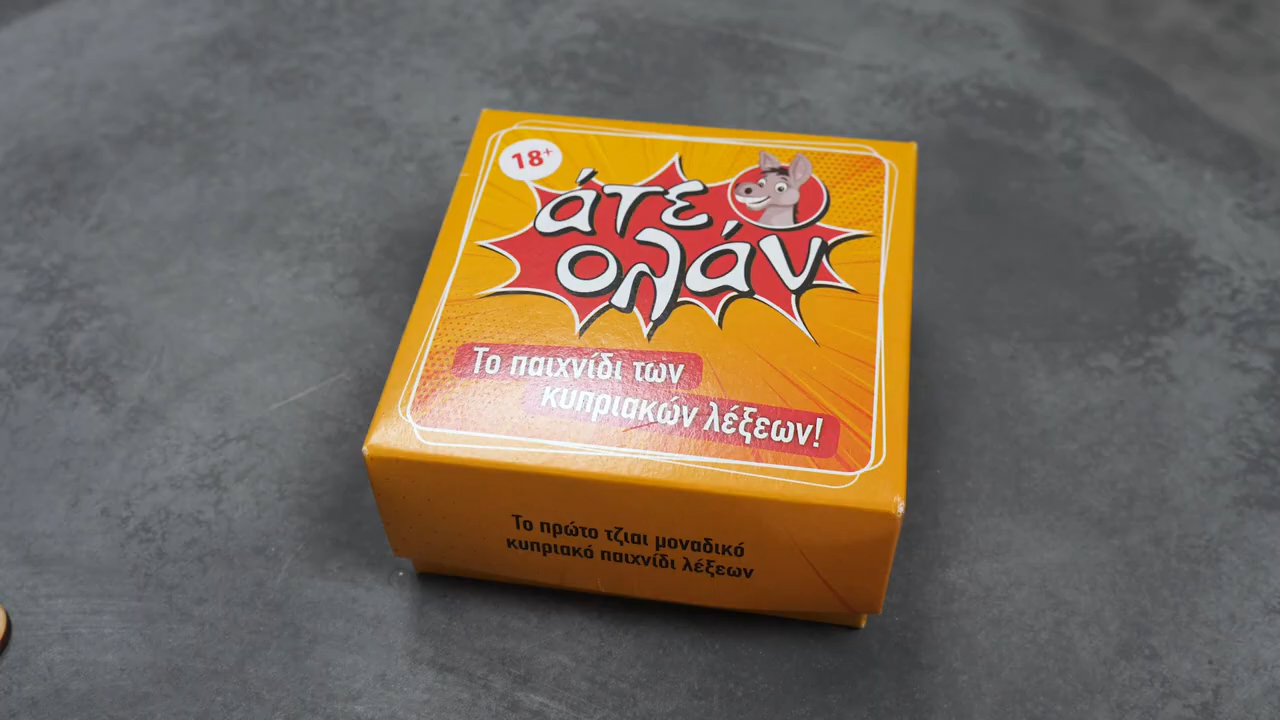 18+
άτε
ολάν
Το παιχνίδι των
κυπριακών λέξεων!
Το πρώτο τζιαι μοναδικό
κυπριακό παιχνίδι λέξεων